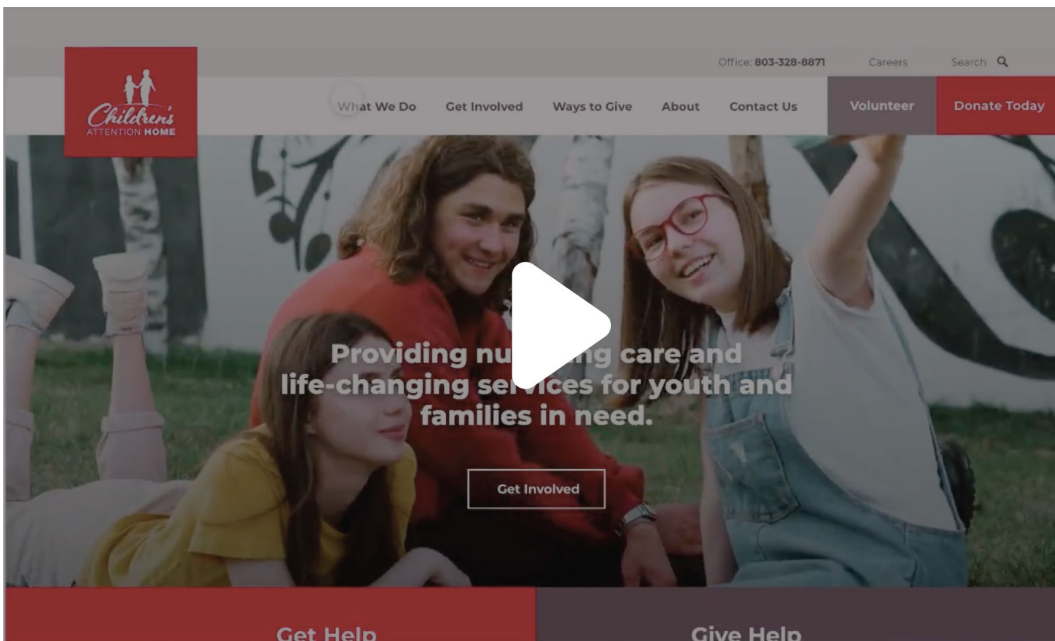 Office: 803-328-8871 Careers Search
Children's
ATTENTION HOME
What We Do Get Involved Ways to Give About Contact Us Volunteer Donate Today
Providing nu ng care and
life-changing services for youth and
families in need.
Get Involved
Get Help Give Help